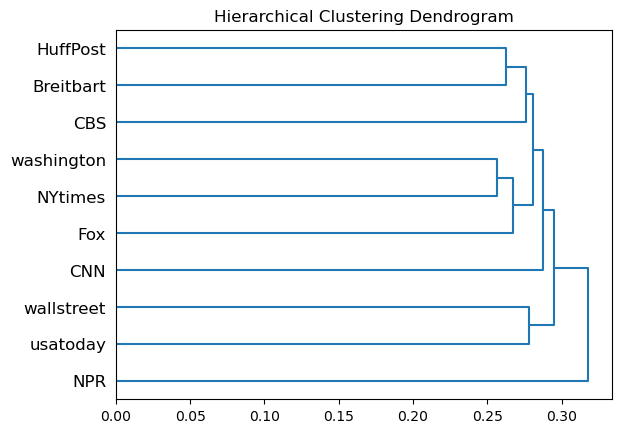 Hierarchical Clustering Dendrogram
HuffPost
Breitbart
CBS
washington
NYtimes
Fox
CNN
wallstreet
usatoday
NPR
0.00 0.05 0.10 0.15 0.20 0.25 0.30